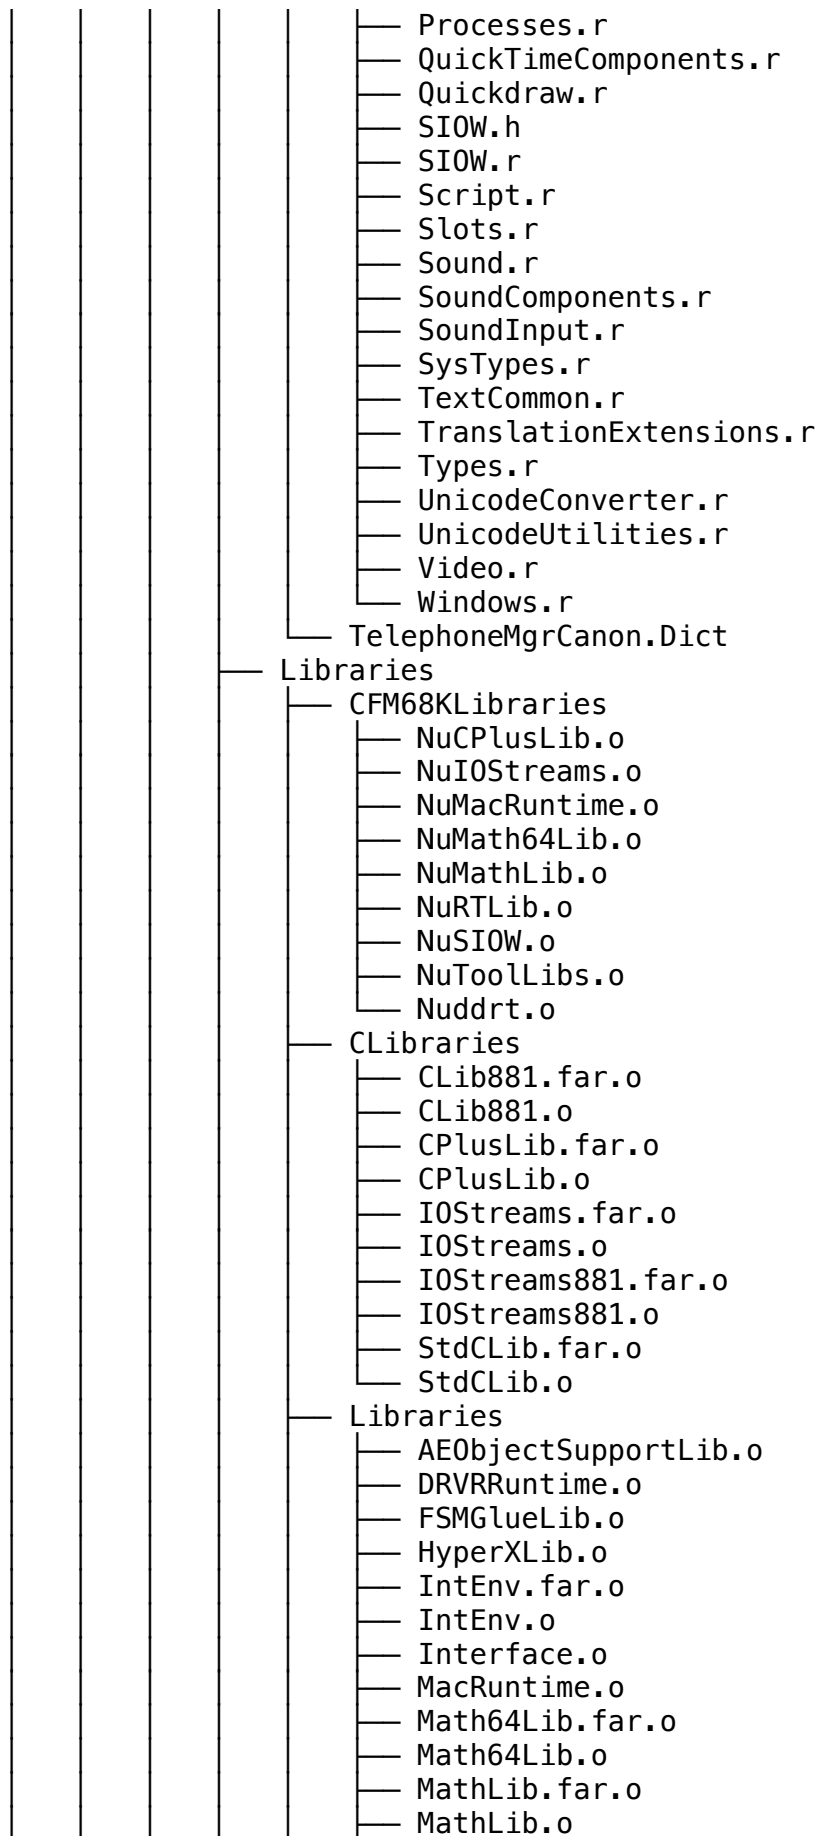 │   │   │   │   │   ├── Processes.r
│   │   │   │   │   ├── QuickTimeComponents.r
│   │   │   │   │   ├── Quickdraw.r
│   │   │   │   │   ├── SIOW.h
│   │   │   │   │   ├── SIOW.r
│   │   │   │   │   ├── Script.r
│   │   │   │   │   ├── Slots.r
│   │   │   │   │   ├── Sound.r
│   │   │   │   │   ├── SoundComponents.r
│   │   │   │   │   ├── SoundInput.r
│   │   │   │   │   ├── SysTypes.r
│   │   │   │   │   ├── TextCommon.r
│   │   │   │   │   ├── TranslationExtensions.r
│   │   │   │   │   ├── Types.r
│   │   │   │   │   ├── UnicodeConverter.r
│   │   │   │   │   ├── UnicodeUtilities.r
│   │   │   │   │   ├── Video.r
│   │   │   │   │   └── Windows.r
│   │   │   │   └── TelephoneMgrCanon.Dict
│   │   │   ├── Libraries
│   │   │   │   ├── CFM68KLibraries
│   │   │   │   │   ├── NuCPlusLib.o
│   │   │   │   │   ├── NuIOStreams.o
│   │   │   │   │   ├── NuMacRuntime.o
│   │   │   │   │   ├── NuMath64Lib.o
│   │   │   │   │   ├── NuMathLib.o
│   │   │   │   │   ├── NuRTLib.o
│   │   │   │   │   ├── NuSIOW.o
│   │   │   │   │   ├── NuToolLibs.o
│   │   │   │   │   └── Nuddrt.o
│   │   │   │   ├── CLibraries
│   │   │   │   │   ├── CLib881.far.o
│   │   │   │   │   ├── CLib881.o
│   │   │   │   │   ├── CPlusLib.far.o
│   │   │   │   │   ├── CPlusLib.o
│   │   │   │   │   ├── IOStreams.far.o
│   │   │   │   │   ├── IOStreams.o
│   │   │   │   │   ├── IOStreams881.far.o
│   │   │   │   │   ├── IOStreams881.o
│   │   │   │   │   ├── StdCLib.far.o
│   │   │   │   │   └── StdCLib.o
│   │   │   │   ├── Libraries
│   │   │   │   │   ├── AEObjectSupportLib.o
│   │   │   │   │   ├── DRVRRuntime.o
│   │   │   │   │   ├── FSMGlueLib.o
│   │   │   │   │   ├── HyperXLib.o
│   │   │   │   │   ├── IntEnv.far.o
│   │   │   │   │   ├── IntEnv.o
│   │   │   │   │   ├── Interface.o
│   │   │   │   │   ├── MacRuntime.o
│   │   │   │   │   ├── Math64Lib.far.o
│   │   │   │   │   ├── Math64Lib.o
│   │   │   │   │   ├── MathLib.far.o
│   │   │   │   │   ├── MathLib.o